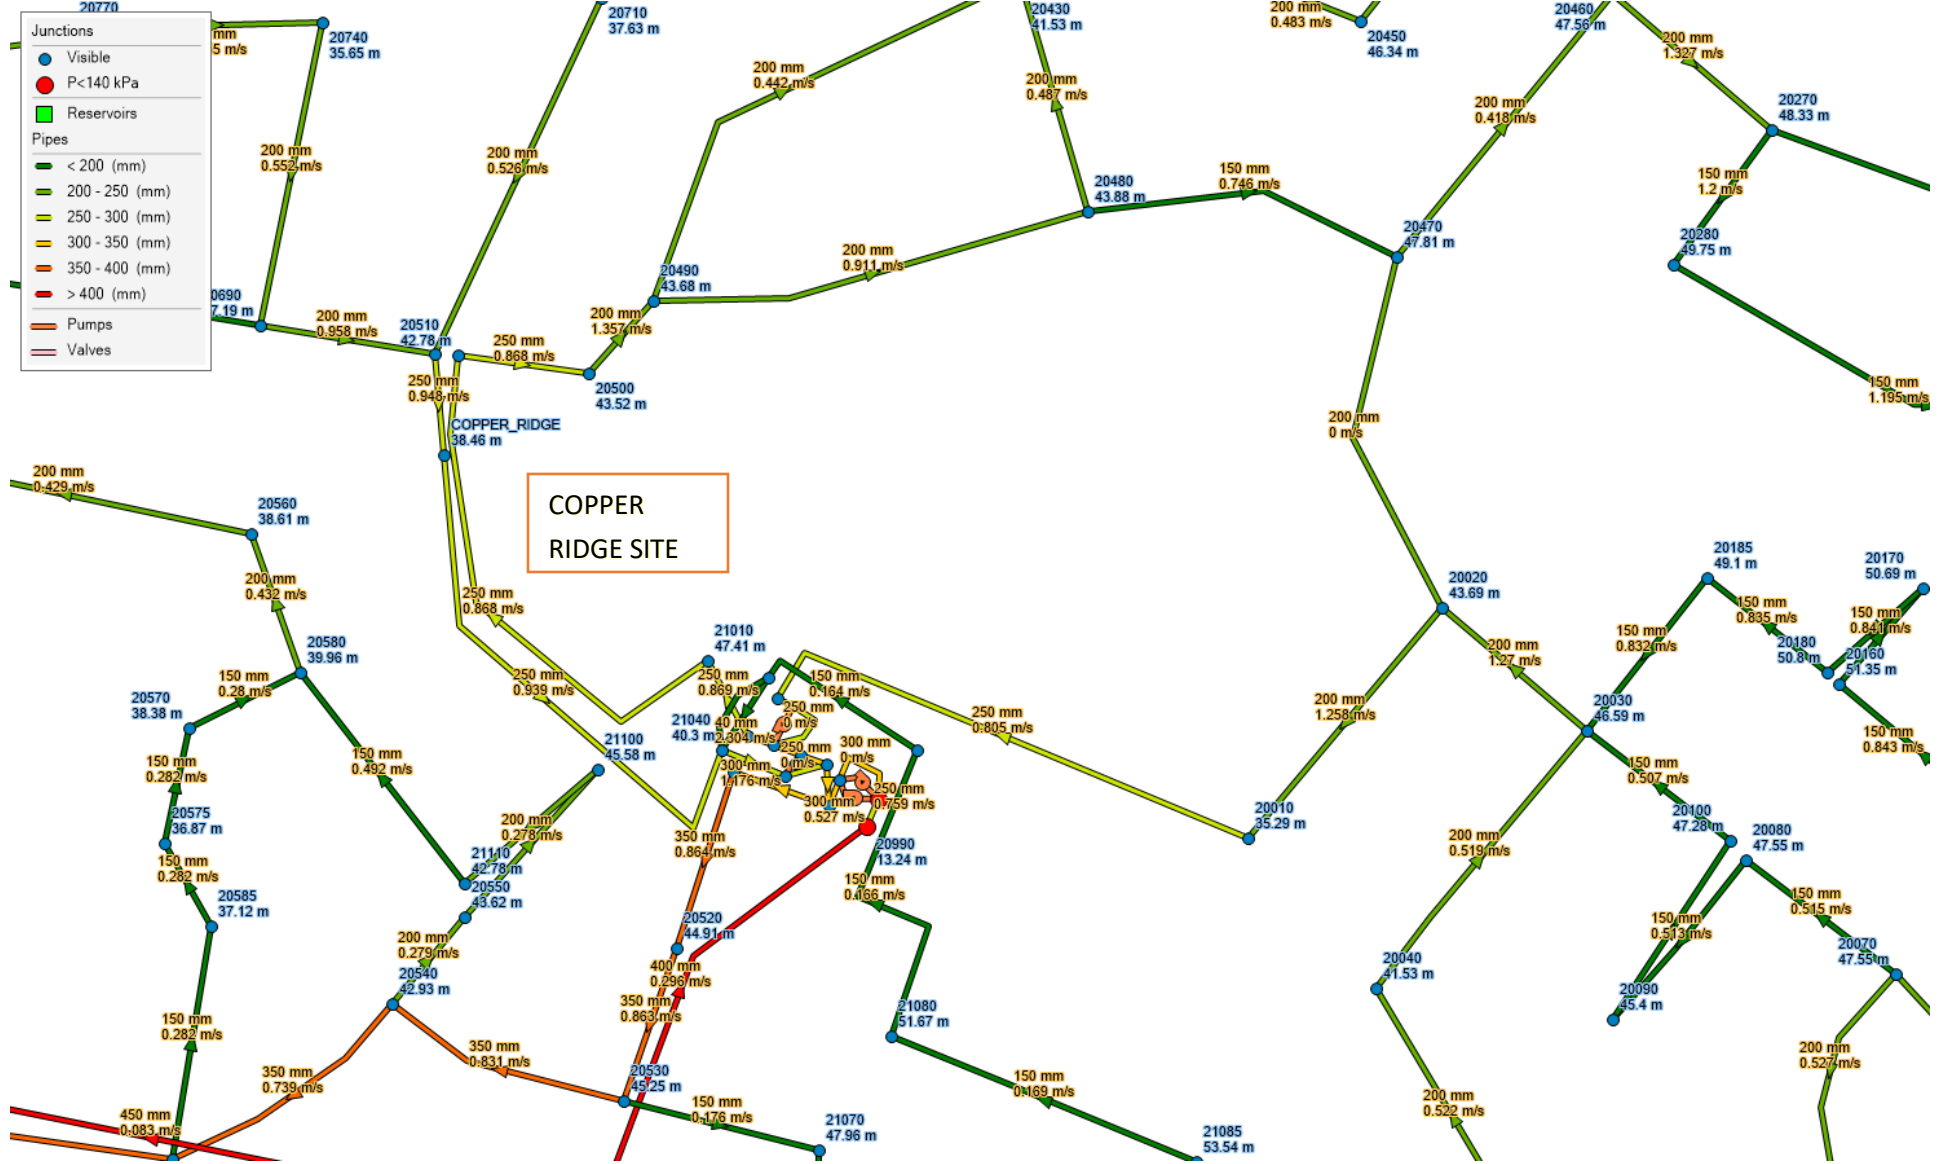 20770
Junctions
Visible
P<140 kPa
Reservoirs
Pipes
< 200 (mm)
200 - 250 (mm)
250 - 300 (mm)
300 - 350 (mm)
350 - 400 (mm)
> 400 (mm)
Pumps
Valves
mm
5 m/s
20740
35.65 m
20710
37.63 m
200 mm
0.442 m/s
20430
41.53 m
200 mm
0.487 m/s
200 mm
0.483 m/s
20450
46.34 m
20460
47.56 m
200 mm
1.327 m/s
20270
48.33 m
200 mm
0.418 m/s
200 mm
0.552 m/s
200 mm
0.526 m/s
20480
43.88 m
150 mm
0.746 m/s
150 mm
1.2 m/s
20470
47.81 m
20280
49.75 m
200 mm
0.911 m/s
20490
43.68 m
0690
7.19 m
200 mm
0.958 m/s
20510
42.78 m
200 mm
1.357 m/s
250 mm
0.868 m/s
20500
43.52 m
250 mm
0.948 m/s
COPPER_RIDGE
38.46 m
150 mm
1.195 m/s
200 mm
0 m/s
200 mm
0.429 m/s
COPPER
RIDGE SITE
20560
38.61 m
200 mm
0.432 m/s
250 mm
0.868 m/s
20020
43.69 m
20185
49.1 m
20170
50.69 m
150 mm
0.835 m/s
150 mm
0.841 m/s
150 mm
0.832 m/s
20180
50.8 m
20160
51.35 m
20580
39.96 m
21010
47.41 m
200 mm
1.27 m/s
150 mm
0.28 m/s
20570
38.38 m
250 mm
0.939 m/s
250 mm
0.869 m/s
150 mm
0.164 m/s
250 mm
0 m/s
250 mm
0.805 m/s
200 mm
1.258 m/s
20030
46.59 m
21040
40.3 m
40 mm
2.304 m/s
21100
45.58 m
150 mm
0.492 m/s
250 mm
0 m/s
300 mm
0 m/s
150 mm
0.843 m/s
150 mm
0.282 m/s
300 mm
1.176 m/s
300 mm
0.527 m/s
250 mm
0.759 m/s
150 mm
0.507 m/s
20575
36.87 m
200 mm
0.278 m/s
350 mm
0.864 m/s
20990
13.24 m
20010
35.29 m
20100
47.28 m
20080
47.55 m
200 mm
0.519 m/s
150 mm
0.282 m/s
21110
42.78 m
20550
43.62 m
150 mm
0.166 m/s
20585
37.12 m
150 mm
0.515 m/s
150 mm
0.513 m/s
200 mm
0.279 m/s
20520
44.91 m
20040
41.53 m
20070
47.55 m
20540
42.93 m
400 mm
0.296 m/s
20090
45.4 m
350 mm
0.863 m/s
21080
51.67 m
150 mm
0.282 m/s
350 mm
0.831 m/s
200 mm
0.527 m/s
350 mm
0.739 m/s
20530
45.25 m
150 mm
0.169 m/s
150 mm
0.176 m/s
200 mm
0.522 m/s
450 mm
0.083 m/s
21070
47.96 m
21085
53.54 m